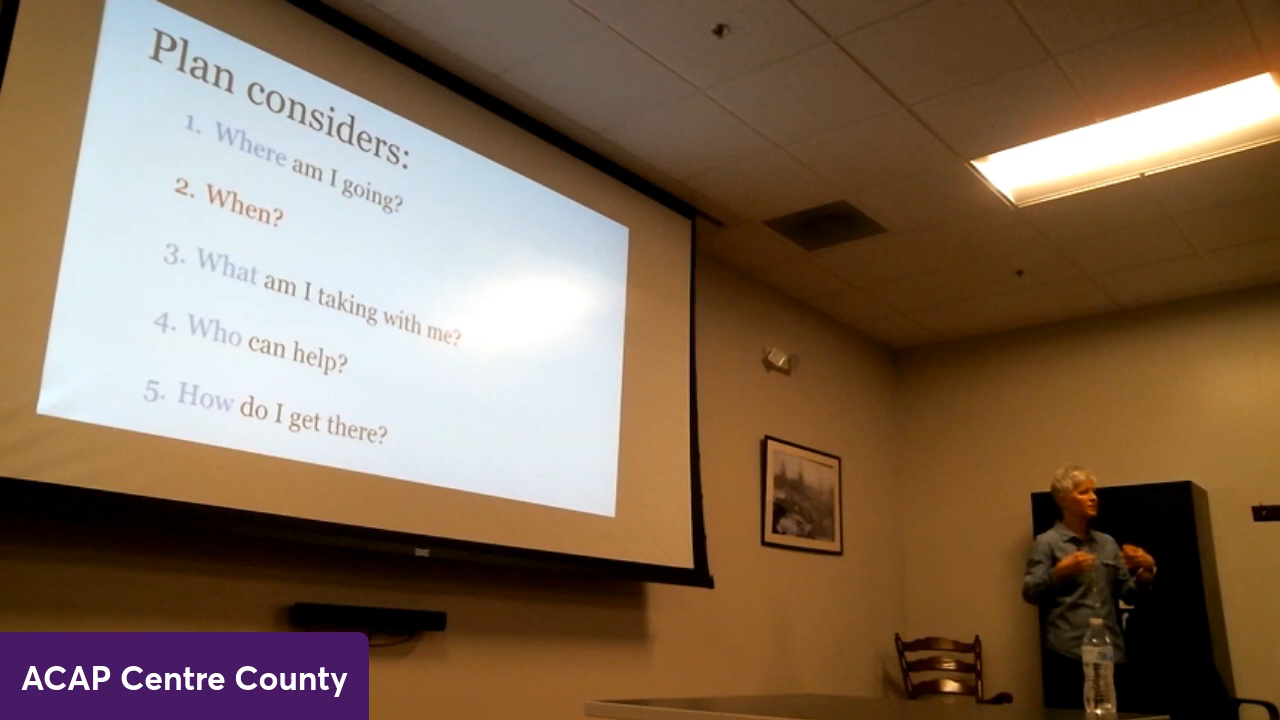 Plan considers:
1. Where am I going?
2. When?
3. What am I taking with me?
4. Who can help?
5. How do I get there?
ACAP Centre County